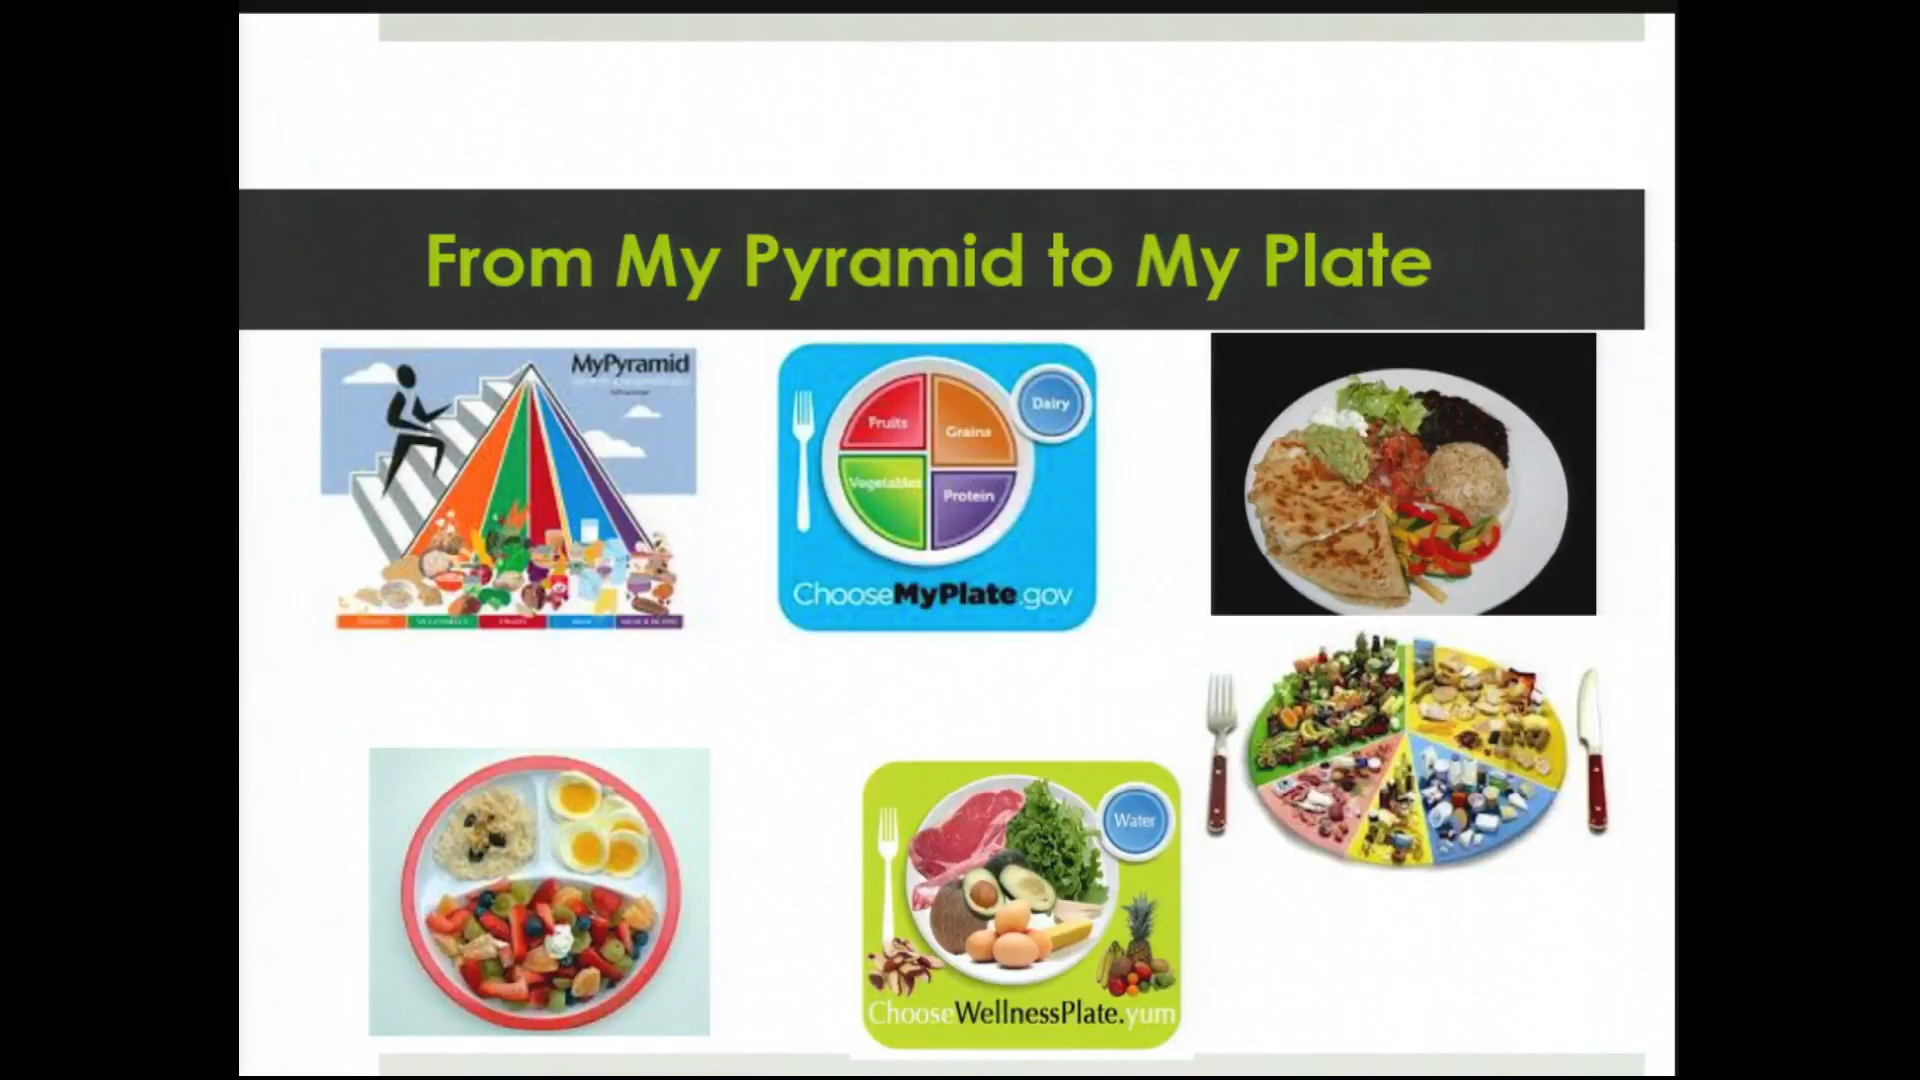 From My Pyramid to My Plate
MyPyramid
Fruits
Grains
Dairy
Vegetables
Protein
ChooseMyPlate.gov
Water
ChooseWellnessPlate.yum